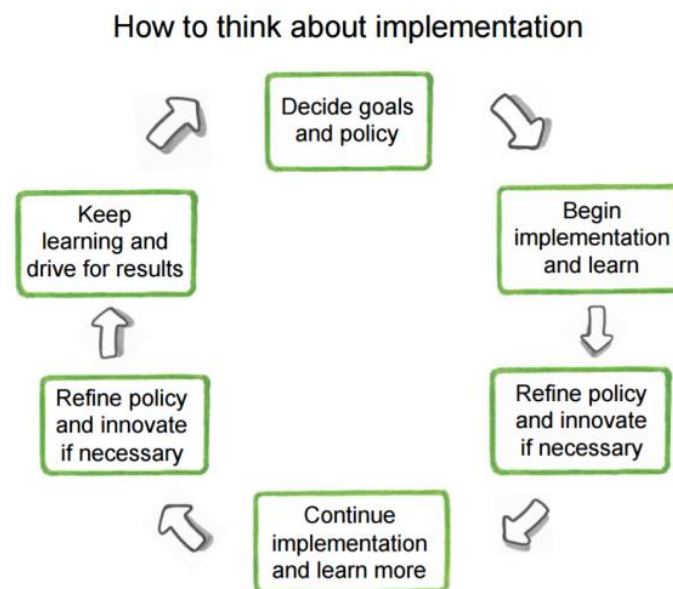 How to think about implementation
Decide goals
and policy
Begin
implementation
and learn
Refine policy
and innovate
if necessary
Continue
implementation
and learn more
Refine policy
and innovate
if necessary
Keep
learning and
drive for results